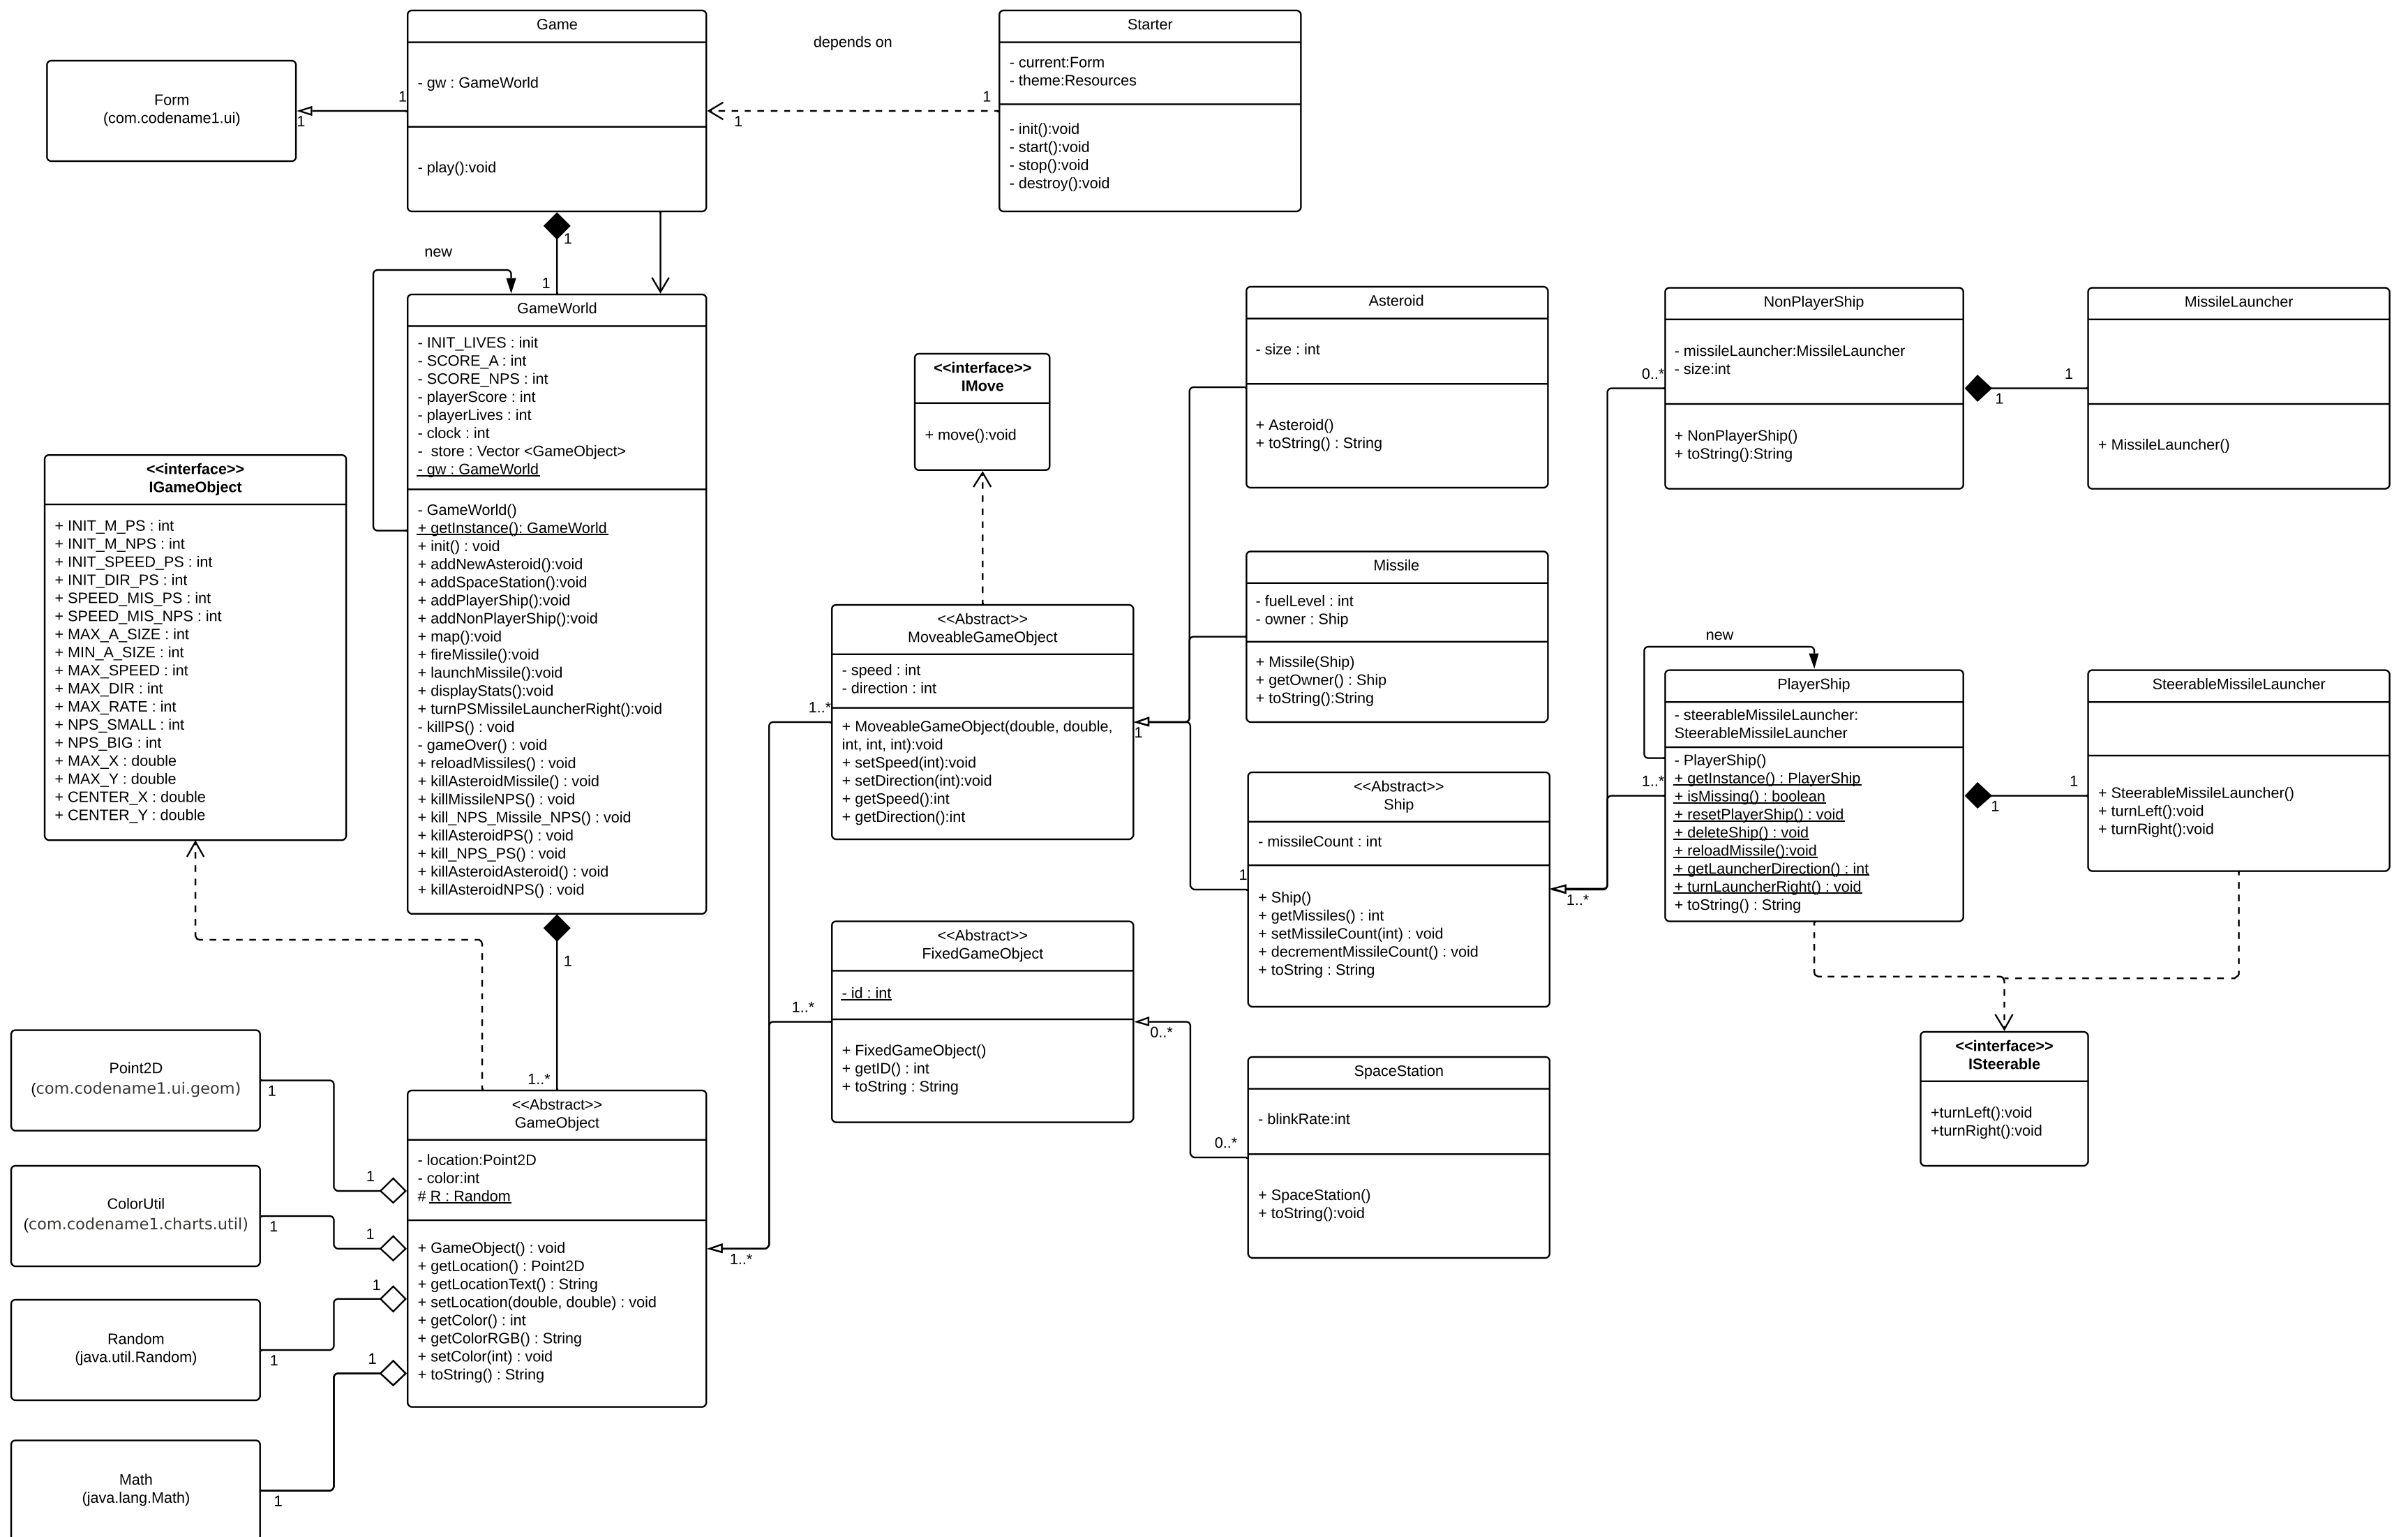 Game
- gw : GameWorld
- play():void
depends on
Starter
- current:Form
- theme:Resources
- init():void
- start():void
- stop():void
- destroy():void
Form
(com.codename1.ui)
1
1
1
1
1
1
new
GameWorld
- INIT_LIVES : init
- SCORE_A : int
- SCORE_NPS : int
- playerScore : int
- playerLives : int
- clock : int
-  store : Vector <GameObject>
- gw : GameWorld
- GameWorld()
+ getInstance(): GameWorld
+ init() : void
+ addNewAsteroid():void
+ addSpaceStation():void
+ addPlayerShip():void
+ addNonPlayerShip():void
+ map():void
+ fireMissile():void
+ launchMissile():void
+ displayStats():void
+ turnPSMissileLauncherRight():void
- killPS() : void
- gameOver() : void
+ reloadMissiles() : void
+ killAsteroidMissile() : void
+ killMissileNPS() : void
+ kill_NPS_Missile_NPS() : void
+ killAsteroidPS() : void
+ kill_NPS_PS() : void
+ killAsteroidAsteroid() : void
+ killAsteroidNPS() : void
<<interface>>
IGameObject
+ INIT_M_PS : int
+ INIT_M_NPS : int
+ INIT_SPEED_PS : int
+ INIT_DIR_PS : int
+ SPEED_MIS_PS : int
+ SPEED_MIS_NPS : int
+ MAX_A_SIZE : int
+ MIN_A_SIZE : int
+ MAX_SPEED : int
+ MAX_DIR : int
+ MAX_RATE : int
+ NPS_SMALL : int
+ NPS_BIG : int
+ MAX_X : double
+ MAX_Y : double
+ CENTER_X : double
+ CENTER_Y : double
<<interface>>
IMove
+ move():void
<<Abstract>>
MoveableGameObject
- speed : int
- direction : int
+ MoveableGameObject(double, double,
int, int, int):void
+ setSpeed(int):void
+ setDirection(int):void
+ getSpeed():int
+ getDirection():int
1..*
1
Asteroid
- size : int
+ Asteroid()
+ toString() : String
Missile
- fuelLevel : int
- owner : Ship
+ Missile(Ship)
+ getOwner() : Ship
+ toString():String
<<Abstract>>
Ship
- missileCount : int
+ Ship()
+ getMissiles() : int
+ setMissileCount(int) : void
+ decrementMissileCount() : void
+ toString : String
1
1..*
NonPlayerShip
- missileLauncher:MissileLauncher
- size:int
+ NonPlayerShip()
+ toString():String
0..*
1
1
MissileLauncher
+ MissileLauncher()
new
PlayerShip
- steerableMissileLauncher:
SteerableMissileLauncher
- PlayerShip()
+ getInstance() : PlayerShip
+ isMissing() : boolean
+ resetPlayerShip() : void
+ deleteShip() : void
+ reloadMissile():void
+ getLauncherDirection() : int
+ turnLauncherRight() : void
+ toString() : String
1..*
1
1
SteerableMissileLauncher
+ SteerableMissileLauncher()
+ turnLeft():void
+ turnRight():void
<<interface>>
ISteerable
+turnLeft():void
+turnRight():void
<<Abstract>>
FixedGameObject
- id : int
+ FixedGameObject()
+ getID() : int
+ toString : String
1..*
0..*
0..*
SpaceStation
- blinkRate:int
+ SpaceStation()
+ toString():void
1
1..*
<<Abstract>>
GameObject
- location:Point2D
- color:int
# R : Random
+ GameObject() : void
+ getLocation() : Point2D
+ getLocationText() : String
+ setLocation(double, double) : void
+ getColor() : int
+ getColorRGB() : String
+ setColor(int) : void
+ toString() : String
1..*
Point2D
(com.codename1.ui.geom)
1
1
ColorUtil
(com.codename1.charts.util)
1
1
Random
(java.util.Random)
1
1
Math
(java.lang.Math)
1
1